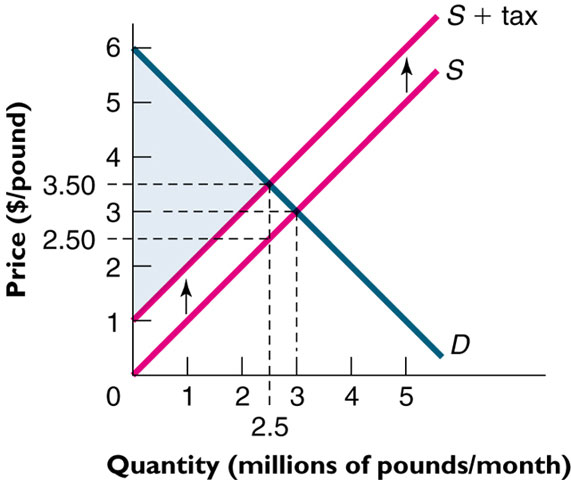 S + tax
S
6
5
4
3.50
3
2.50
2
1
D
0 1 2 3 4 5
2.5
Price ($/pound)
Quantity (millions of pounds/month)